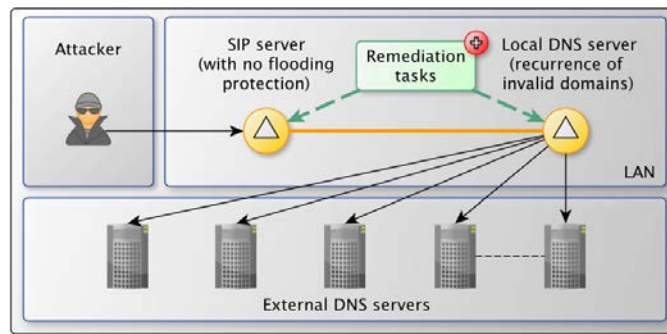 Attacker
SIP server
(with no flooding
protection)
Remediation
tasks
Local DNS server
(recurrence of
invalid domains)
LAN
External DNS servers